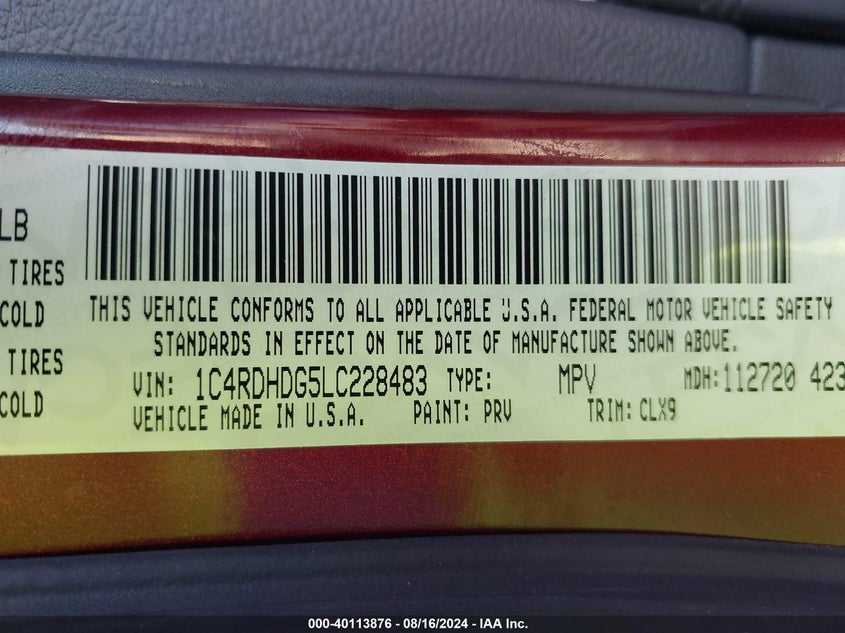 LB
TIRES
COLD
TIRES
COLD
THIS VEHICLE CONFORMS TO ALL APPLICABLE U.S.A. FEDERAL MOTOR VEHICLE SAFETY
STANDARDS IN EFFECT ON THE DATE OF MANUFACTURE SHOWN ABOVE.
VIN: 1C4RDHDG5LC228483 TYPE: MPV MDH:112720 423
VEHICLE MADE IN U.S.A. PAINT: PRV TRIM: CLX9
000-40113876 - 08/16/2024 - IAA Inc.